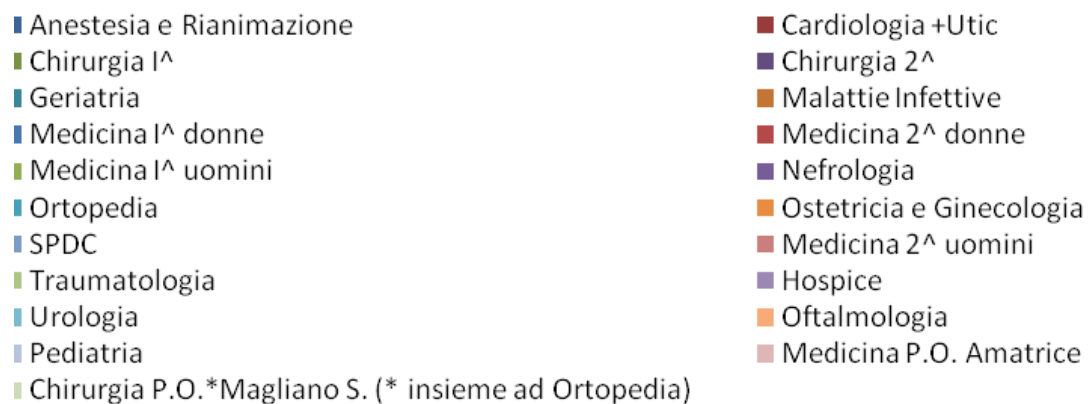 Anestesia e Rianimazione
Cardiologia +Utic
Chirurgia I^
Chirurgia 2^
Geriatria
Malattie Infettive
Medicina I^ donne
Medicina 2^ donne
Medicina I^ uomini
Nefrologia
Ortopedia
Ostetricia e Ginecologia
SPDC
Medicina 2^ uomini
Traumatologia
Hospice
Urologia
Oftalmologia
Pediatria
Medicina P.O. Amatrice
Chirurgia P.O.*Magliano S. (* insieme ad Ortopedia)